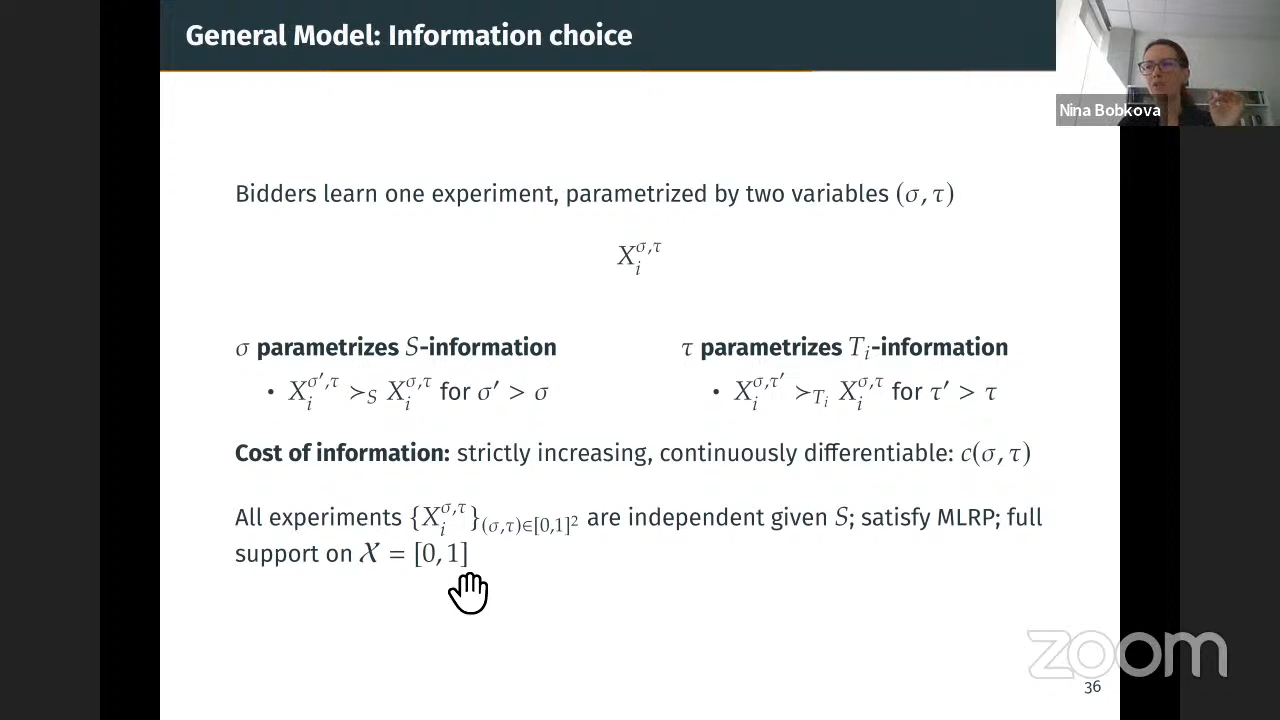 General Model: Information choice
Nina Bobkova
Bidders learn one experiment, parametrized by two variables (σ, τ)
X_i^{σ,τ}
σ parametrizes S-information
• X_i^{σ′,τ} ≻_S X_i^{σ,τ} for σ′ > σ
τ parametrizes T_i-information
• X_i^{σ,τ′} ≻_{T_i} X_i^{σ,τ} for τ′ > τ
Cost of information: strictly increasing, continuously differentiable: c(σ, τ)
All experiments {X_i^{σ,τ}}_{(σ,τ)∈[0,1]^2} are independent given S; satisfy MLRP; full
support on 𝒳 = [0, 1]
zoom
36